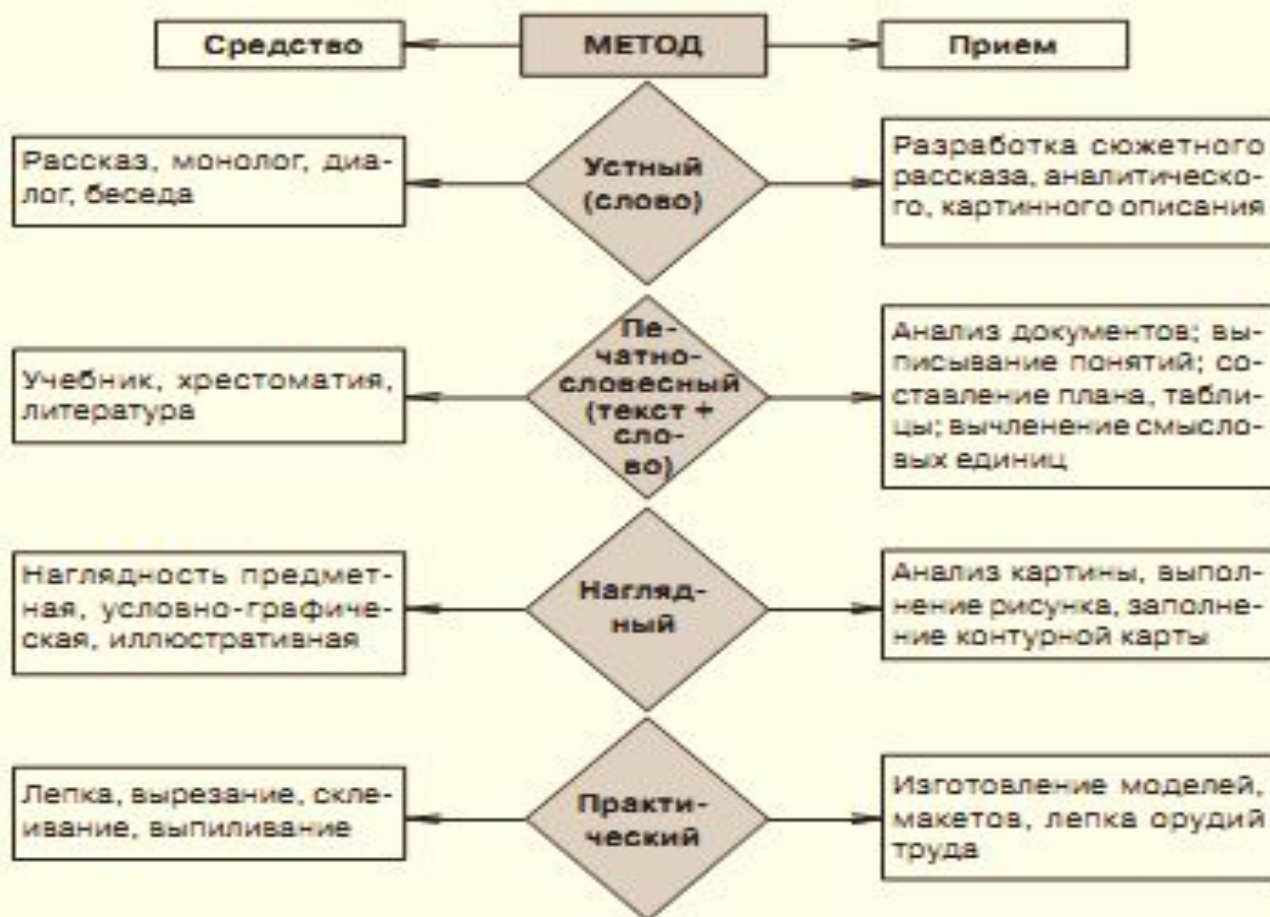 Средство
МЕТОД
Прием
Рассказ, монолог, диа-
лог, беседа
Устный
(слово)
Разработка сюжетного
рассказа, аналитическо-
го, картинного описания
Учебник, хрестоматия,
литература
Пе-
чатно-
словесный
(текст +
сло-
во)
Анализ документов; вы-
писывание понятий; со-
ставление плана, табли-
цы; вычленение смысло-
вых единиц
Наглядность предмет-
ная, условно-графиче-
ская, иллюстративная
Нагляд-
ный
Анализ картины, выпол-
нение рисунка, заполне-
ние контурной карты
Лепка, вырезание, скле-
ивание, выпиливание
Практи-
ческий
Изготовление моделей,
макетов, лепка орудий
труда